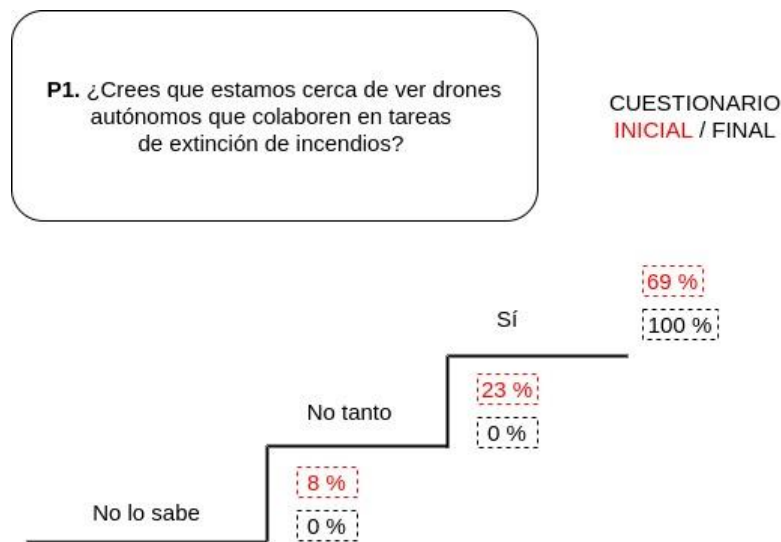 P1. ¿Crees que estamos cerca de ver drones
autónomos que colaboren en tareas
de extinción de incendios?
CUESTIONARIO
INICIAL / FINAL
69 %
100 %
Sí
23 %
0 %
No tanto
8 %
0 %
No lo sabe